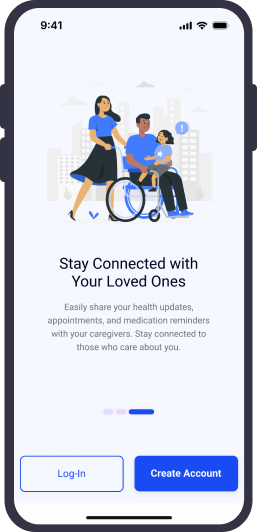 9:41
!
Stay Connected with
Your Loved Ones
Easily share your health updates,
appointments, and medication reminders
with your caregivers. Stay connected to
those who care about you.
Log-In
Create Account